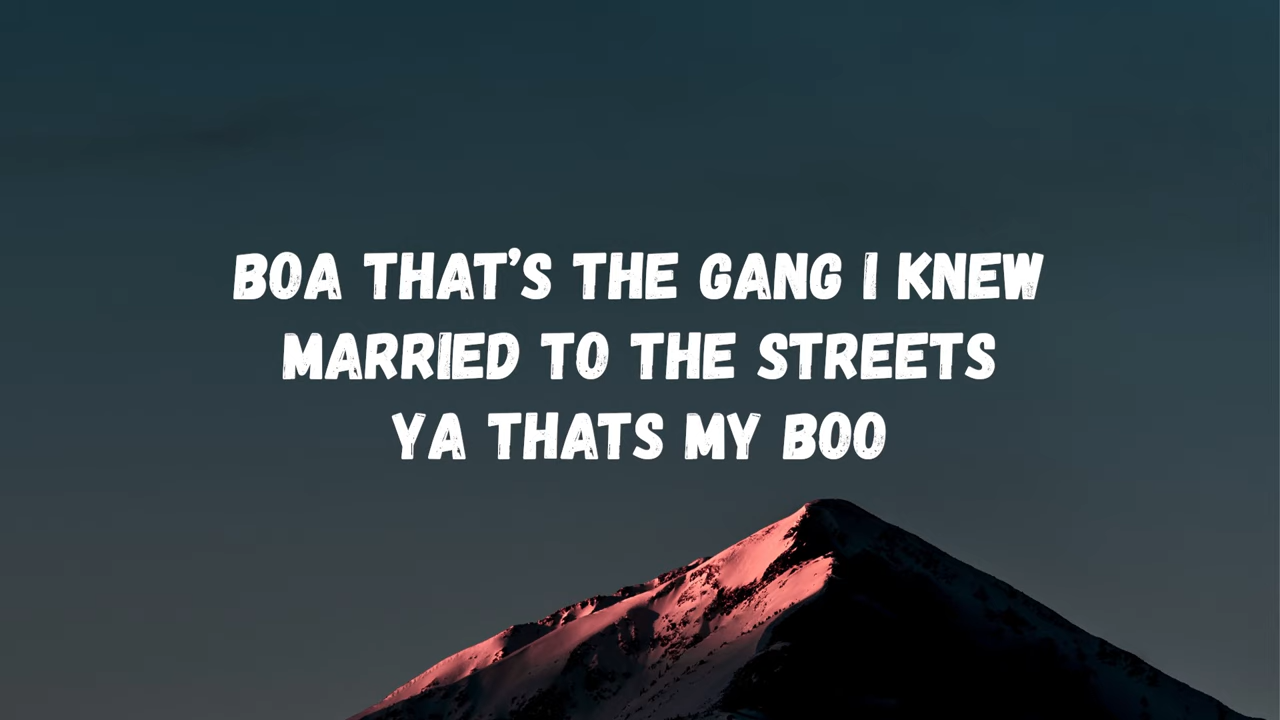 BOA THAT’S THE GANG I KNEW
MARRIED TO THE STREETS
YA THATS MY BOO